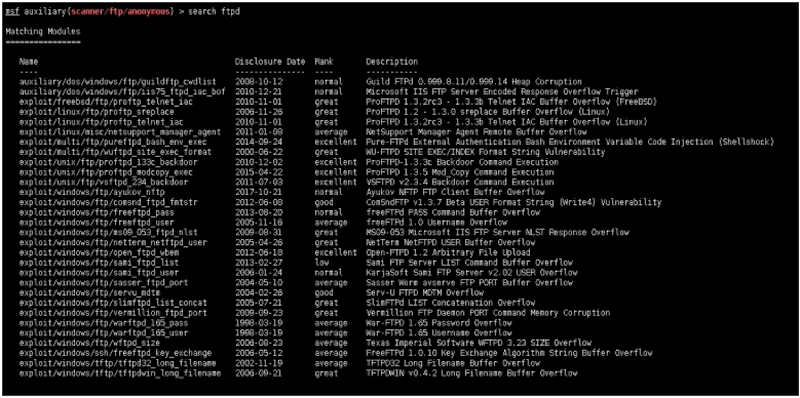 msf auxiliary(scanner/ftp/anonymous) > search ftpd
Matching Modules
================
Name Disclosure Date Rank Description
---- --------------- ---- -----------
auxiliary/dos/windows/ftp/guildftp_cwdlist 2008-10-12 normal Guild FTPd 0.999.8.11/0.999.14 Heap Corruption
auxiliary/dos/windows/ftp/iis75_ftpd_iac_bof 2010-12-21 normal Microsoft IIS FTP Server Encoded Response Overflow Trigger
exploit/freebsd/ftp/proftp_telnet_iac 2010-11-01 great ProFTPD 1.3.2rc3 - 1.3.3b Telnet IAC Buffer Overflow (FreeBSD)
exploit/linux/ftp/proftp_sreplace 2006-11-26 great ProFTPD 1.2 - 1.3.0 sreplace Buffer Overflow (Linux)
exploit/linux/ftp/proftp_telnet_iac 2010-11-01 great ProFTPD 1.3.2rc3 - 1.3.3b Telnet IAC Buffer Overflow (Linux)
exploit/linux/misc/netsupport_manager_agent 2011-01-08 average NetSupport Manager Agent Remote Buffer Overflow
exploit/multi/ftp/pureftpd_bash_env_exec 2014-09-24 excellent Pure-FTPd External Authentication Bash Environment Variable Code Injection (Shellshock)
exploit/multi/ftp/wuftpd_site_exec_format 2000-06-22 great WU-FTPD SITE EXEC/INDEX Format String Vulnerability
exploit/unix/ftp/proftpd_133c_backdoor 2010-12-02 excellent ProFTPD-1.3.3c Backdoor Command Execution
exploit/unix/ftp/proftpd_modcopy_exec 2015-04-22 excellent ProFTPD 1.3.5 Mod_Copy Command Execution
exploit/unix/ftp/vsftpd_234_backdoor 2011-07-03 excellent VSFTPD v2.3.4 Backdoor Command Execution
exploit/windows/ftp/ayukov_nftp 2017-10-21 normal Ayukov NFTP FTP Client Buffer Overflow
exploit/windows/ftp/comsnd_ftpd_fmtstr 2012-06-08 good ComSndFTP v1.3.7 Beta USER Format String (Write4) Vulnerability
exploit/windows/ftp/freeftpd_pass 2013-08-20 normal freeFTPd PASS Command Buffer Overflow
exploit/windows/ftp/freeftpd_user 2005-11-16 average freeFTPd 1.0 Username Overflow
exploit/windows/ftp/ms09_053_ftpd_nlst 2009-08-31 great MS09-053 Microsoft IIS FTP Server NLST Response Overflow
exploit/windows/ftp/netterm_netftpd_user 2005-04-26 great NetTerm NetFTPD USER Buffer Overflow
exploit/windows/ftp/open_ftpd_wbem 2012-06-18 excellent Open-FTPD 1.2 Arbitrary File Upload
exploit/windows/ftp/sami_ftpd_list 2013-02-27 low Sami FTP Server LIST Command Buffer Overflow
exploit/windows/ftp/sami_ftpd_user 2006-01-24 normal KarjaSoft Sami FTP Server v2.02 USER Overflow
exploit/windows/ftp/sasser_ftpd_port 2004-05-10 average Sasser Worm avserve FTP PORT Buffer Overflow
exploit/windows/ftp/servu_mdtm 2004-02-26 good Serv-U FTPD MDTM Overflow
exploit/windows/ftp/slimftpd_list_concat 2005-07-21 great SlimFTPd LIST Concatenation Overflow
exploit/windows/ftp/vermillion_ftpd_port 2009-09-23 great Vermillion FTP Daemon PORT Command Memory Corruption
exploit/windows/ftp/warftpd_165_pass 1998-03-19 average War-FTPD 1.65 Password Overflow
exploit/windows/ftp/warftpd_165_user 1998-03-19 average War-FTPD 1.65 Username Overflow
exploit/windows/ftp/wftpd_size 2006-08-23 average Texas Imperial Software WFTPD 3.23 SIZE Overflow
exploit/windows/ssh/freeftpd_key_exchange 2006-05-12 average FreeFTPd 1.0.10 Key Exchange Algorithm String Buffer Overflow
exploit/windows/tftp/tftpd32_long_filename 2002-11-19 average TFTPD32 Long Filename Buffer Overflow
exploit/windows/tftp/tftpdwin_long_filename 2006-09-21 great TFTPDWIN v0.4.2 Long Filename Buffer Overflow